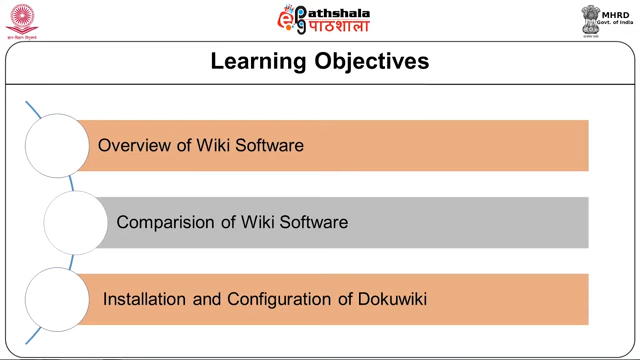 Pathshala
पाठशाला
MHRD
Govt. of India
Learning Objectives
Overview of Wiki Software
Comparision of Wiki Software
Installation and Configuration of Dokuwiki